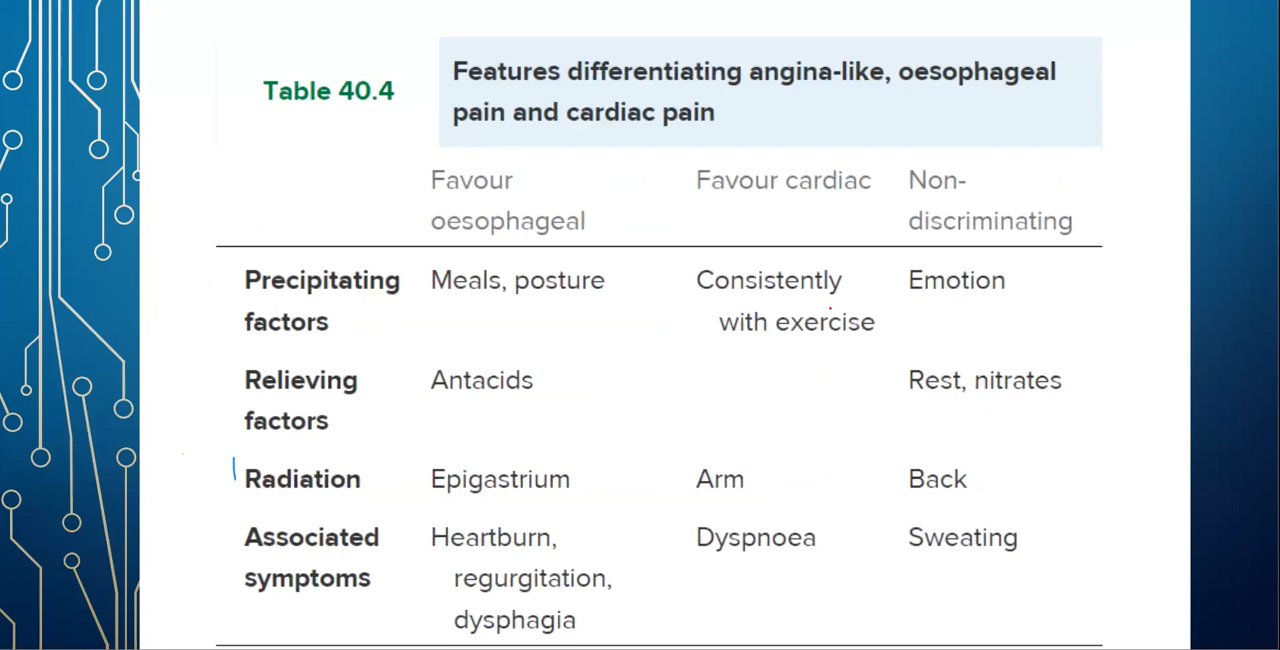 Table 40.4
Features differentiating angina-like, oesophageal
pain and cardiac pain
Favour
oesophageal
Favour cardiac
Non-
discriminating
Precipitating
factors
Meals, posture
Consistently
with exercise
Emotion
Relieving
factors
Antacids
Rest, nitrates
Radiation
Epigastrium
Arm
Back
Associated
symptoms
Heartburn,
regurgitation,
dysphagia
Dyspnoea
Sweating